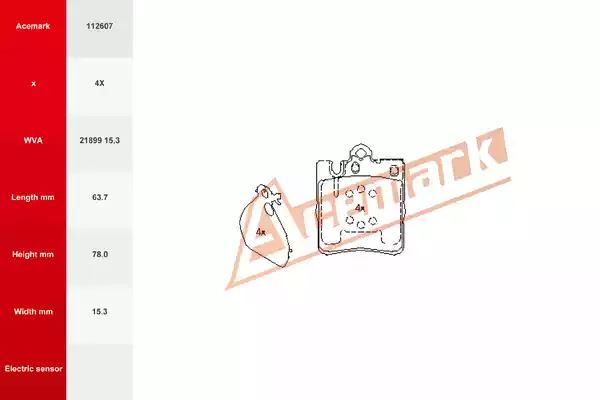 Acemark 112607
x 4X
WVA 21899 15.3
Length mm 63.7
Height mm 78.0
Width mm 15.3
Electric sensor
4x
4x
Acemark